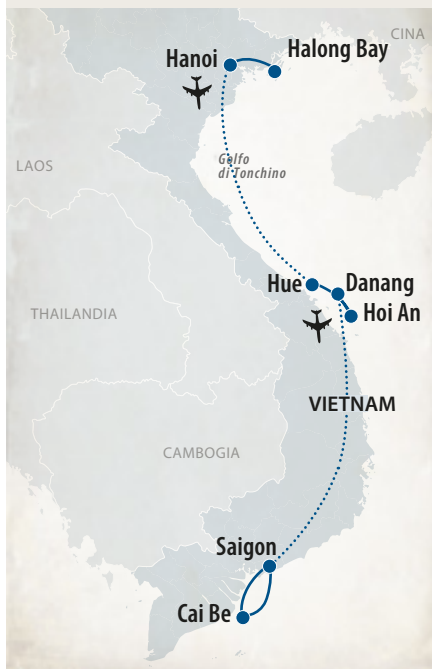 CINA
Hanoi
Halong Bay
LAOS
Golfo
di Tonchino
Hue
Danang
Hoi An
THAILANDIA
VIETNAM
CAMBOGIA
Saigon
Cai Be